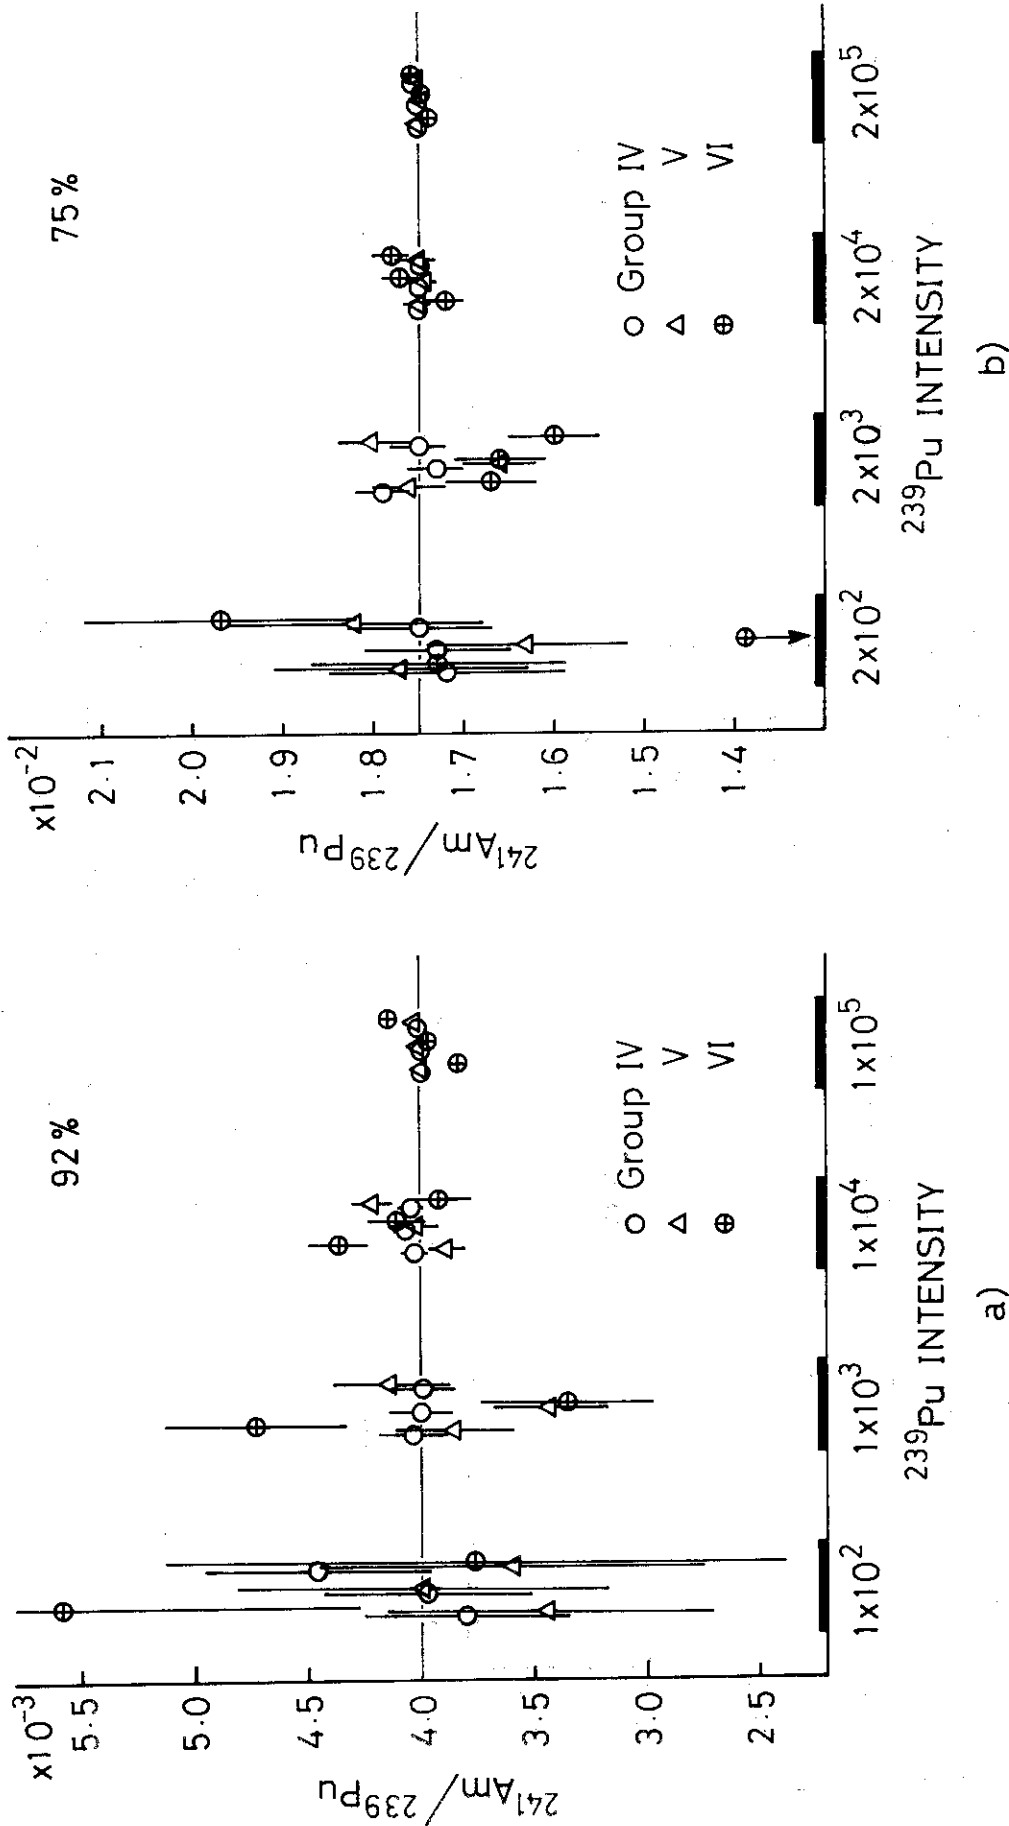 92%
x10⁻³
5.5
5.0
4.5
4.0
3.5
3.0
2.5
²⁴¹Am/²³⁹Pu
○ Group IV
△ V
⊕ VI
1x10² 1x10³ 1x10⁴ 1x10⁵
²³⁹Pu INTENSITY
a)
75%
x10⁻²
2.1
2.0
1.9
1.8
1.7
1.6
1.5
1.4
²⁴¹Am/²³⁹Pu
○ Group IV
△ V
⊕ VI
2x10² 2x10³ 2x10⁴ 2x10⁵
²³⁹Pu INTENSITY
b)